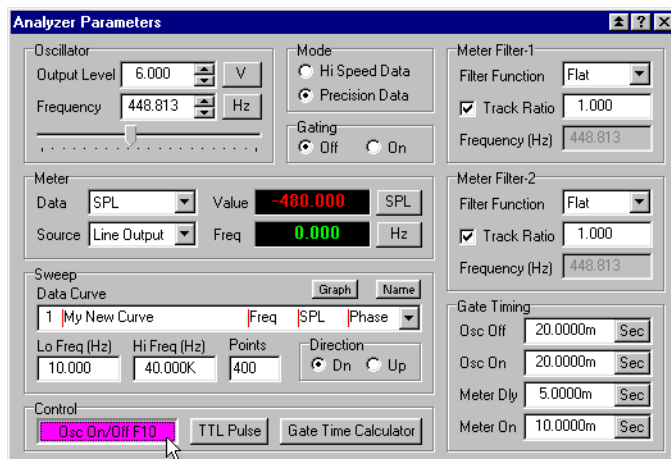 Analyzer Parameters
Oscillator
Output Level 6.000 V
Frequency 448.813 Hz
Mode
Hi Speed Data
Precision Data
Gating
Off On
Meter Filter-1
Filter Function Flat
Track Ratio 1.000
Frequency (Hz) 448.813
Meter
Data SPL Value -480.000 SPL
Source Line Output Freq 0.000 Hz
Meter Filter-2
Filter Function Flat
Track Ratio 1.000
Frequency (Hz) 448.813
Sweep
Data Curve Graph Name
1 My New Curve Freq SPL Phase
Lo Freq (Hz) Hi Freq (Hz) Points
10.000 40.000K 400
Direction
Dn Up
Gate Timing
Osc Off 20.0000m Sec
Osc On 20.0000m Sec
Meter Dly 5.0000m Sec
Meter On 10.0000m Sec
Control
Osc On/Off F10 TTL Pulse Gate Time Calculator